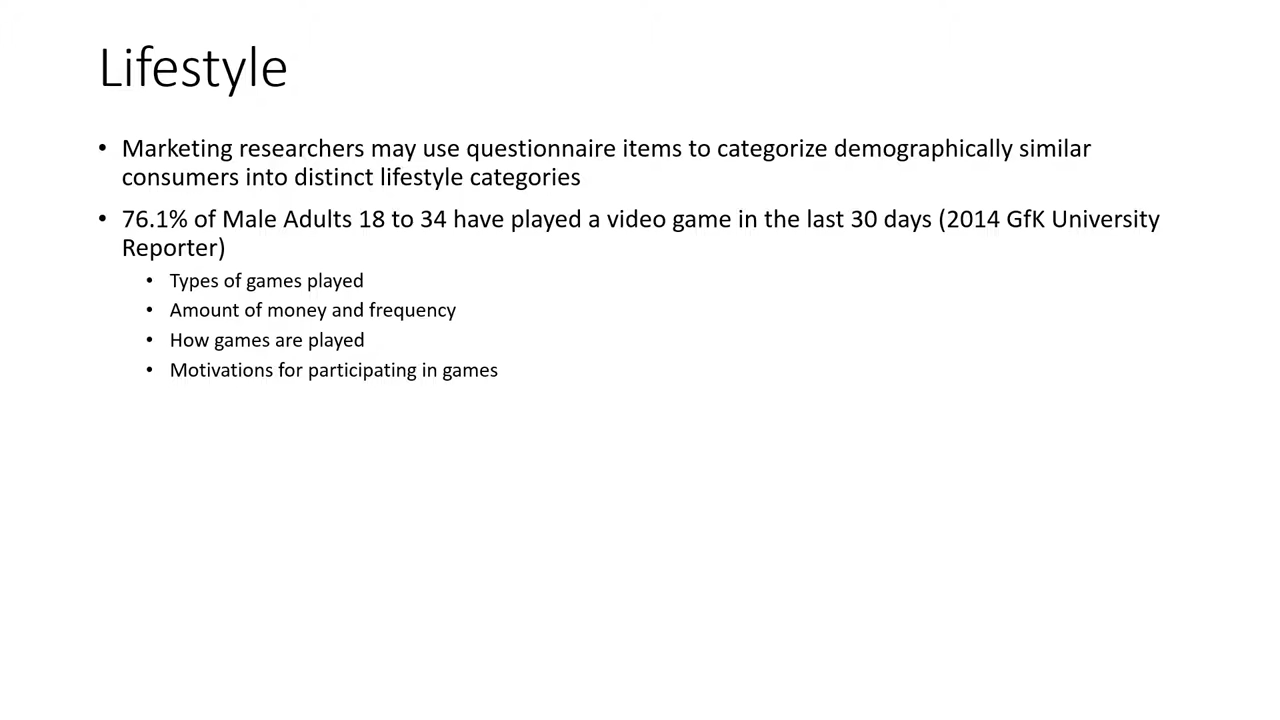 Lifestyle
• Marketing researchers may use questionnaire items to categorize demographically similar
consumers into distinct lifestyle categories
• 76.1% of Male Adults 18 to 34 have played a video game in the last 30 days (2014 GfK University
Reporter)
• Types of games played
• Amount of money and frequency
• How games are played
• Motivations for participating in games